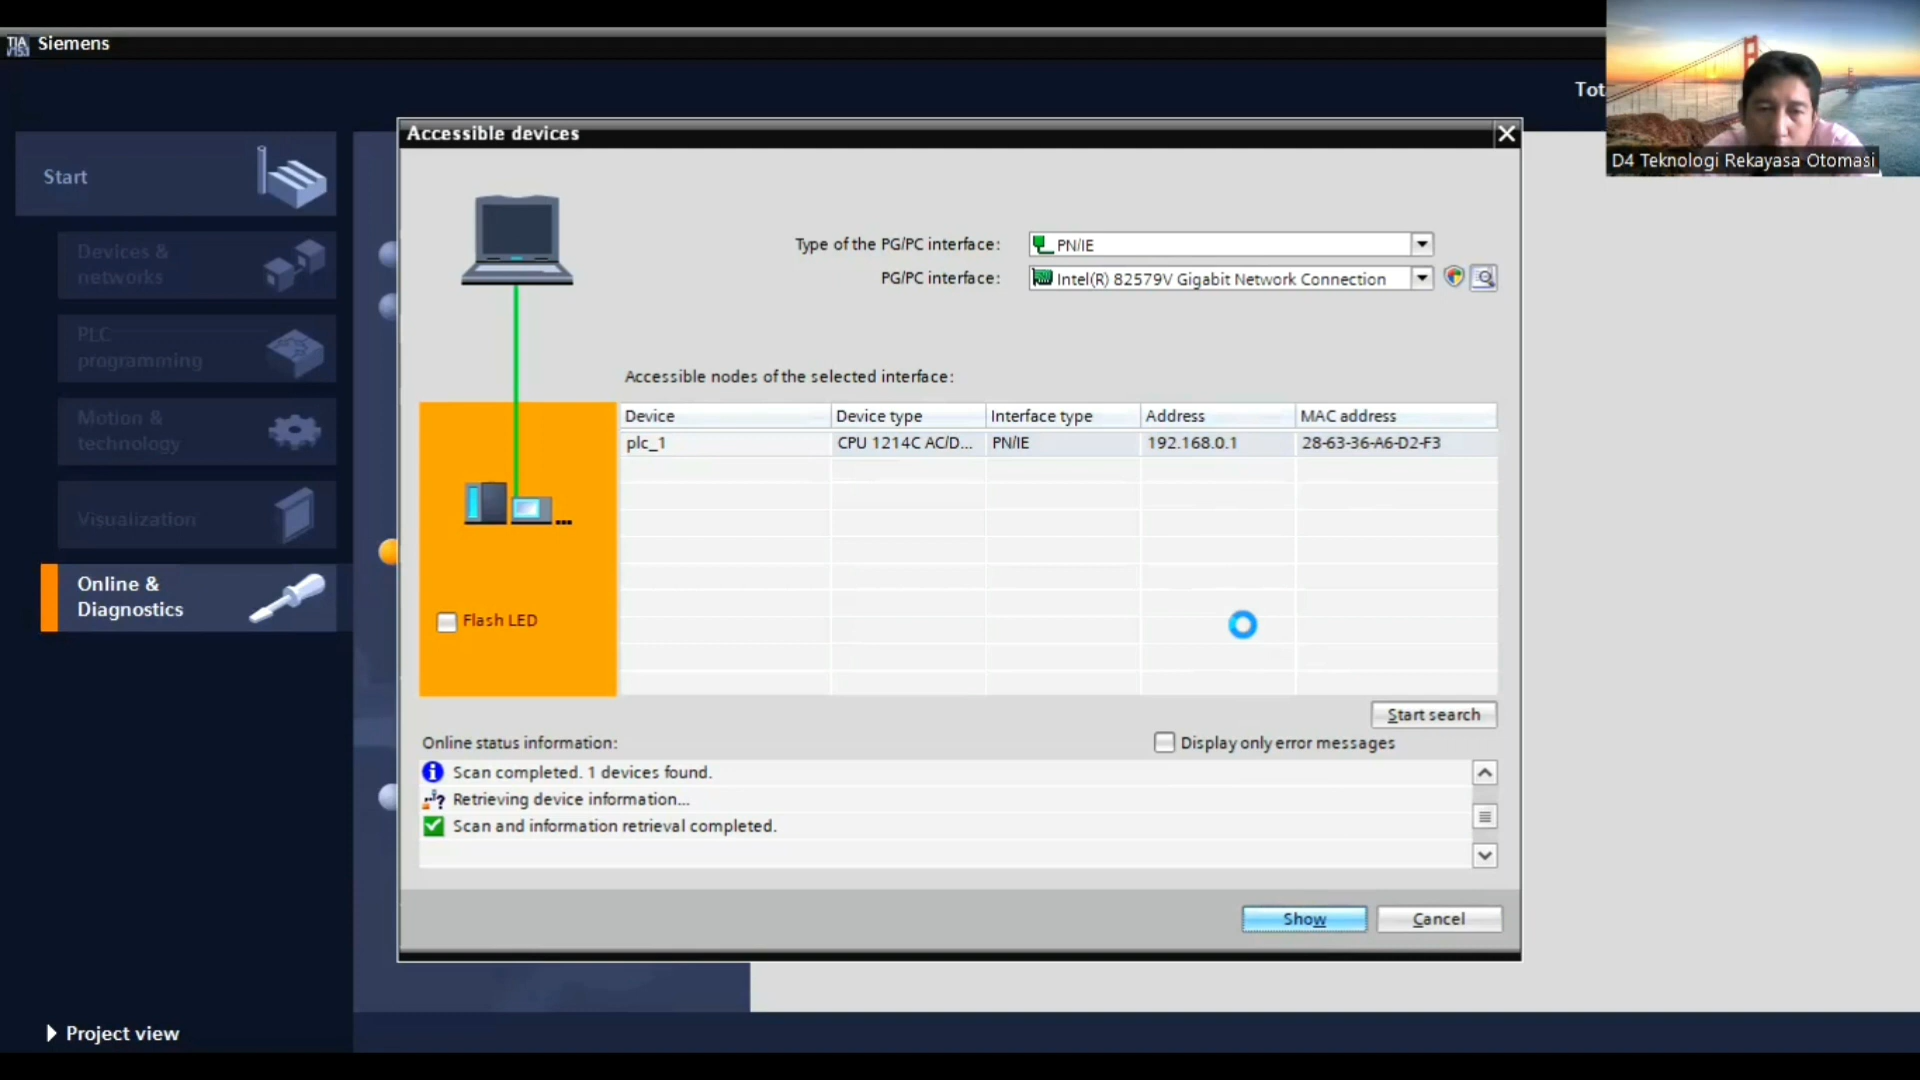 TIA
V15.1
Siemens
Tot
D4 Teknologi Rekayasa Otomasi
Start
Devices &
networks
PLC
programming
Motion &
technology
Visualization
Online &
Diagnostics
Project view
Accessible devices
Type of the PG/PC interface: PN/IE
PG/PC interface: Intel(R) 82579V Gigabit Network Connection
Accessible nodes of the selected interface:
Device Device type Interface type Address MAC address
plc_1 CPU 1214C AC/D... PN/IE 192.168.0.1 28-63-36-A6-D2-F3
Flash LED
Start search
Online status information:
Display only error messages
Scan completed. 1 devices found.
Retrieving device information...
Scan and information retrieval completed.
Show Cancel